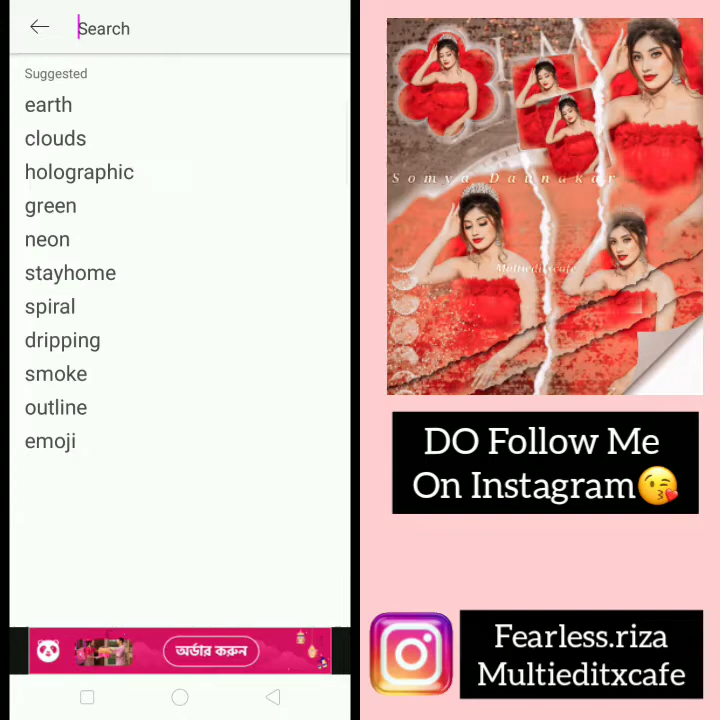 Search
Suggested
earth
clouds
holographic
green
neon
stayhome
spiral
dripping
smoke
outline
emoji
অর্ডার করুন
Somya Daunakar
Multieditxcafe
DO Follow Me
On Instagram😘
Fearless.riza
Multieditxcafe